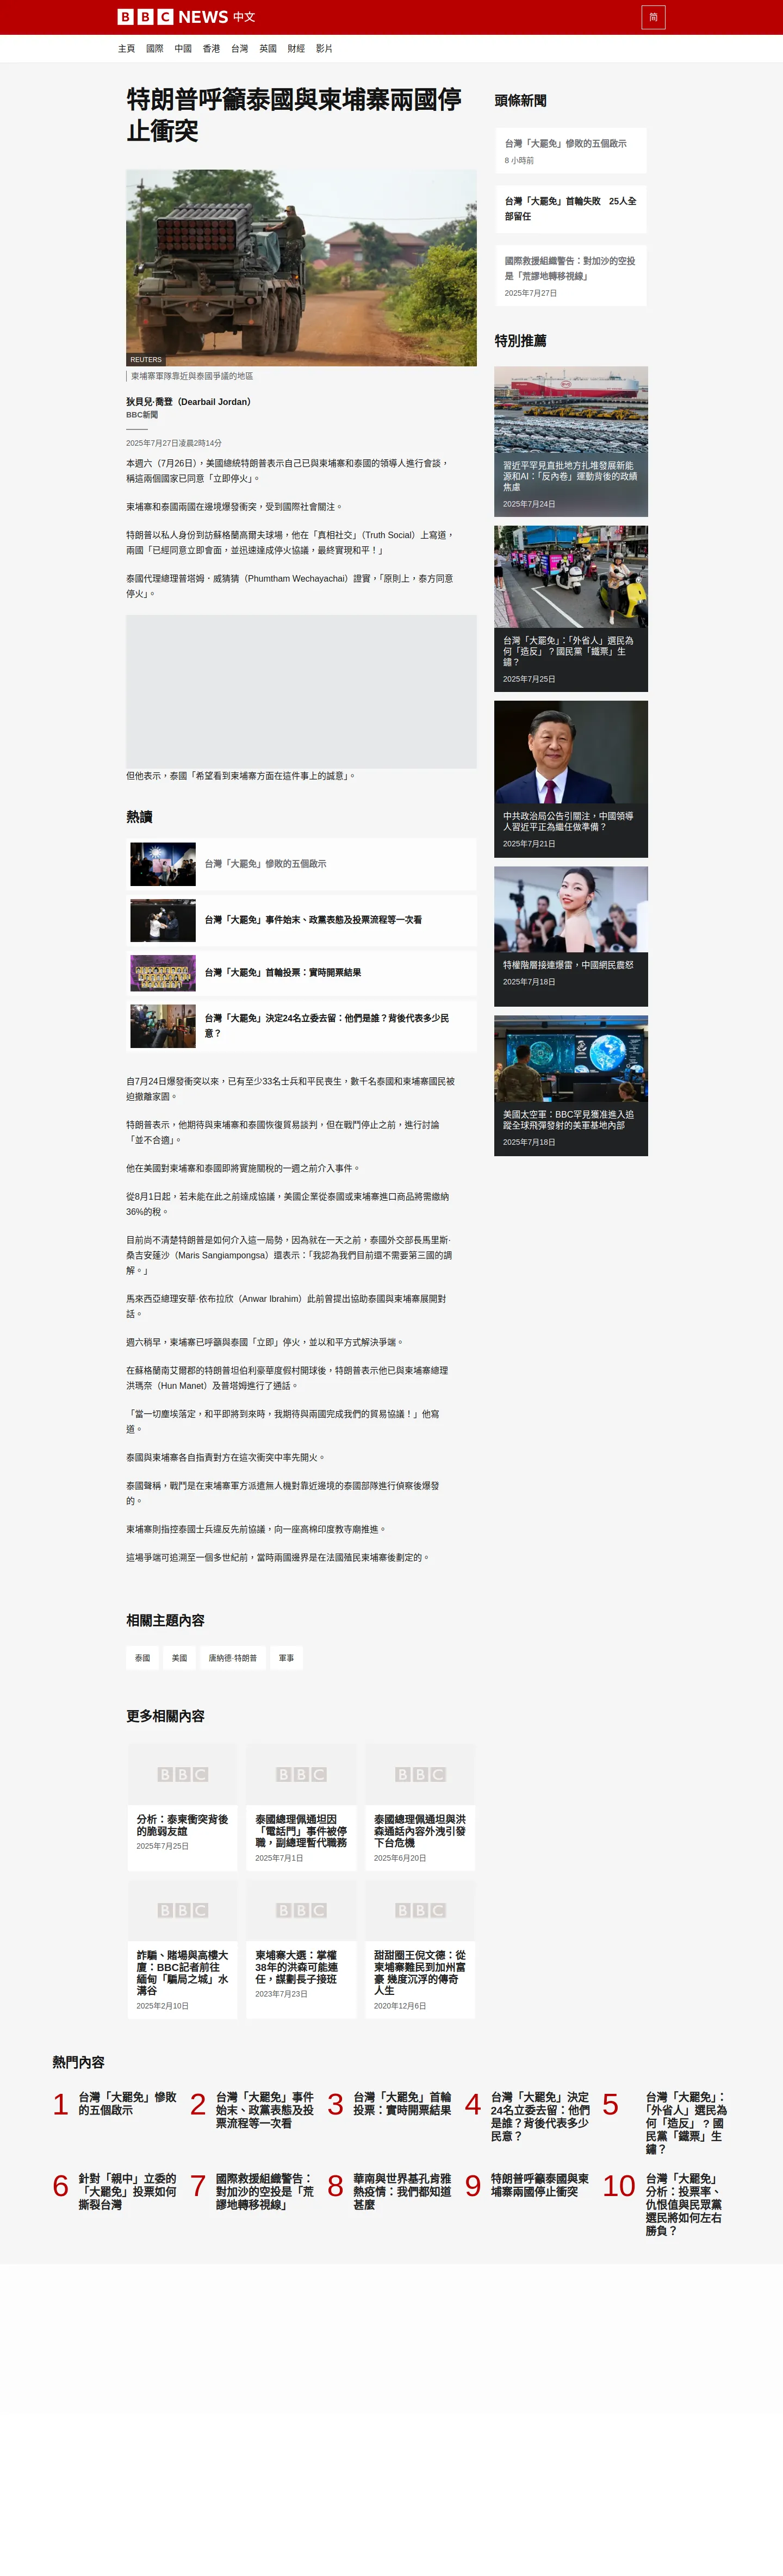 BBC NEWS 中文
简
主頁 國際 中國 香港 台灣 英國 財經 影片
特朗普呼籲泰國與柬埔寨兩國停
止衝突
REUTERS
柬埔寨軍隊靠近與泰國爭議的地區
狄貝兒·喬登（Dearbail Jordan）
BBC新聞
2025年7月27日凌晨2時14分
本週六（7月26日），美國總統特朗普表示自己已與柬埔寨和泰國的領導人進行會談，
稱這兩個國家已同意「立即停火」。
柬埔寨和泰國兩國在邊境爆發衝突，受到國際社會關注。
特朗普以私人身份到訪蘇格蘭高爾夫球場，他在「真相社交」（Truth Social）上寫道，
兩國「已經同意立即會面，並迅速達成停火協議，最終實現和平！」
泰國代理總理普塔姆．威猜猜（Phumtham Wechayachai）證實，「原則上，泰方同意
停火」。
但他表示，泰國「希望看到柬埔寨方面在這件事上的誠意」。
熱讀
台灣「大罷免」慘敗的五個啟示
台灣「大罷免」事件始末、政黨表態及投票流程等一次看
台灣「大罷免」首輪投票：實時開票結果
台灣「大罷免」決定24名立委去留：他們是誰？背後代表多少民
意？
自7月24日爆發衝突以來，已有至少33名士兵和平民喪生，數千名泰國和柬埔寨國民被
迫撤離家園。
特朗普表示，他期待與柬埔寨和泰國恢復貿易談判，但在戰鬥停止之前，進行討論
「並不合適」。
他在美國對柬埔寨和泰國即將實施關稅的一週之前介入事件。
從8月1日起，若未能在此之前達成協議，美國企業從泰國或柬埔寨進口商品將需繳納
36%的稅。
目前尚不清楚特朗普是如何介入這一局勢，因為就在一天之前，泰國外交部長馬里斯·
桑吉安蓬沙（Maris Sangiampongsa）還表示：「我認為我們目前還不需要第三國的調
解。」
馬來西亞總理安華·依布拉欣（Anwar Ibrahim）此前曾提出協助泰國與柬埔寨展開對
話。
週六稍早，柬埔寨已呼籲與泰國「立即」停火，並以和平方式解決爭端。
在蘇格蘭南艾爾郡的特朗普坦伯利豪華度假村開球後，特朗普表示他已與柬埔寨總理
洪瑪奈（Hun Manet）及普塔姆進行了通話。
「當一切塵埃落定，和平即將到來時，我期待與兩國完成我們的貿易協議！」他寫
道。
泰國與柬埔寨各自指責對方在這次衝突中率先開火。
泰國聲稱，戰鬥是在柬埔寨軍方派遣無人機對靠近邊境的泰國部隊進行偵察後爆發
的。
柬埔寨則指控泰國士兵違反先前協議，向一座高棉印度教寺廟推進。
這場爭端可追溯至一個多世紀前，當時兩國邊界是在法國殖民柬埔寨後劃定的。
相關主題內容
泰國 美國 唐納德·特朗普 軍事
更多相關內容
分析：泰柬衝突背後
的脆弱友誼
2025年7月25日
泰國總理佩通坦因
「電話門」事件被停
職，副總理暫代職務
2025年7月1日
泰國總理佩通坦與洪
森通話內容外洩引發
下台危機
2025年6月20日
詐騙、賭場與高樓大
廈：BBC記者前往
緬甸「騙局之城」水
溝谷
2025年2月10日
柬埔寨大選：掌權
38年的洪森可能連
任，謀劃長子接班
2023年7月23日
甜甜圈王倪文德：從
柬埔寨難民到加州富
豪 幾度沉浮的傳奇
人生
2020年12月6日
頭條新聞
台灣「大罷免」慘敗的五個啟示
8 小時前
台灣「大罷免」首輪失敗　25人全
部留任
國際救援組織警告：對加沙的空投
是「荒謬地轉移視線」
2025年7月27日
特別推薦
習近平罕見直批地方扎堆發展新能
源和AI：「反內卷」運動背後的政績
焦慮
2025年7月24日
台灣「大罷免」：「外省人」選民為
何「造反」？國民黨「鐵票」生
鏽？
2025年7月25日
中共政治局公告引關注，中國領導
人習近平正為繼任做準備？
2025年7月21日
特權階層接連爆雷，中國網民震怒
2025年7月18日
美國太空軍：BBC罕見獲准進入追
蹤全球飛彈發射的美軍基地內部
2025年7月18日
熱門內容
1 台灣「大罷免」慘敗
的五個啟示
2 台灣「大罷免」事件
始末、政黨表態及投
票流程等一次看
3 台灣「大罷免」首輪
投票：實時開票結果
4 台灣「大罷免」決定
24名立委去留：他們
是誰？背後代表多少
民意？
5 台灣「大罷免」：
「外省人」選民為
何「造反」？國
民黨「鐵票」生
鏽？
6 針對「親中」立委的
「大罷免」投票如何
撕裂台灣
7 國際救援組織警告：
對加沙的空投是「荒
謬地轉移視線」
8 華南與世界基孔肯雅
熱疫情：我們都知道
甚麼
9 特朗普呼籲泰國與柬
埔寨兩國停止衝突
10 台灣「大罷免」
分析：投票率、
仇恨值與民眾黨
選民將如何左右
勝負？